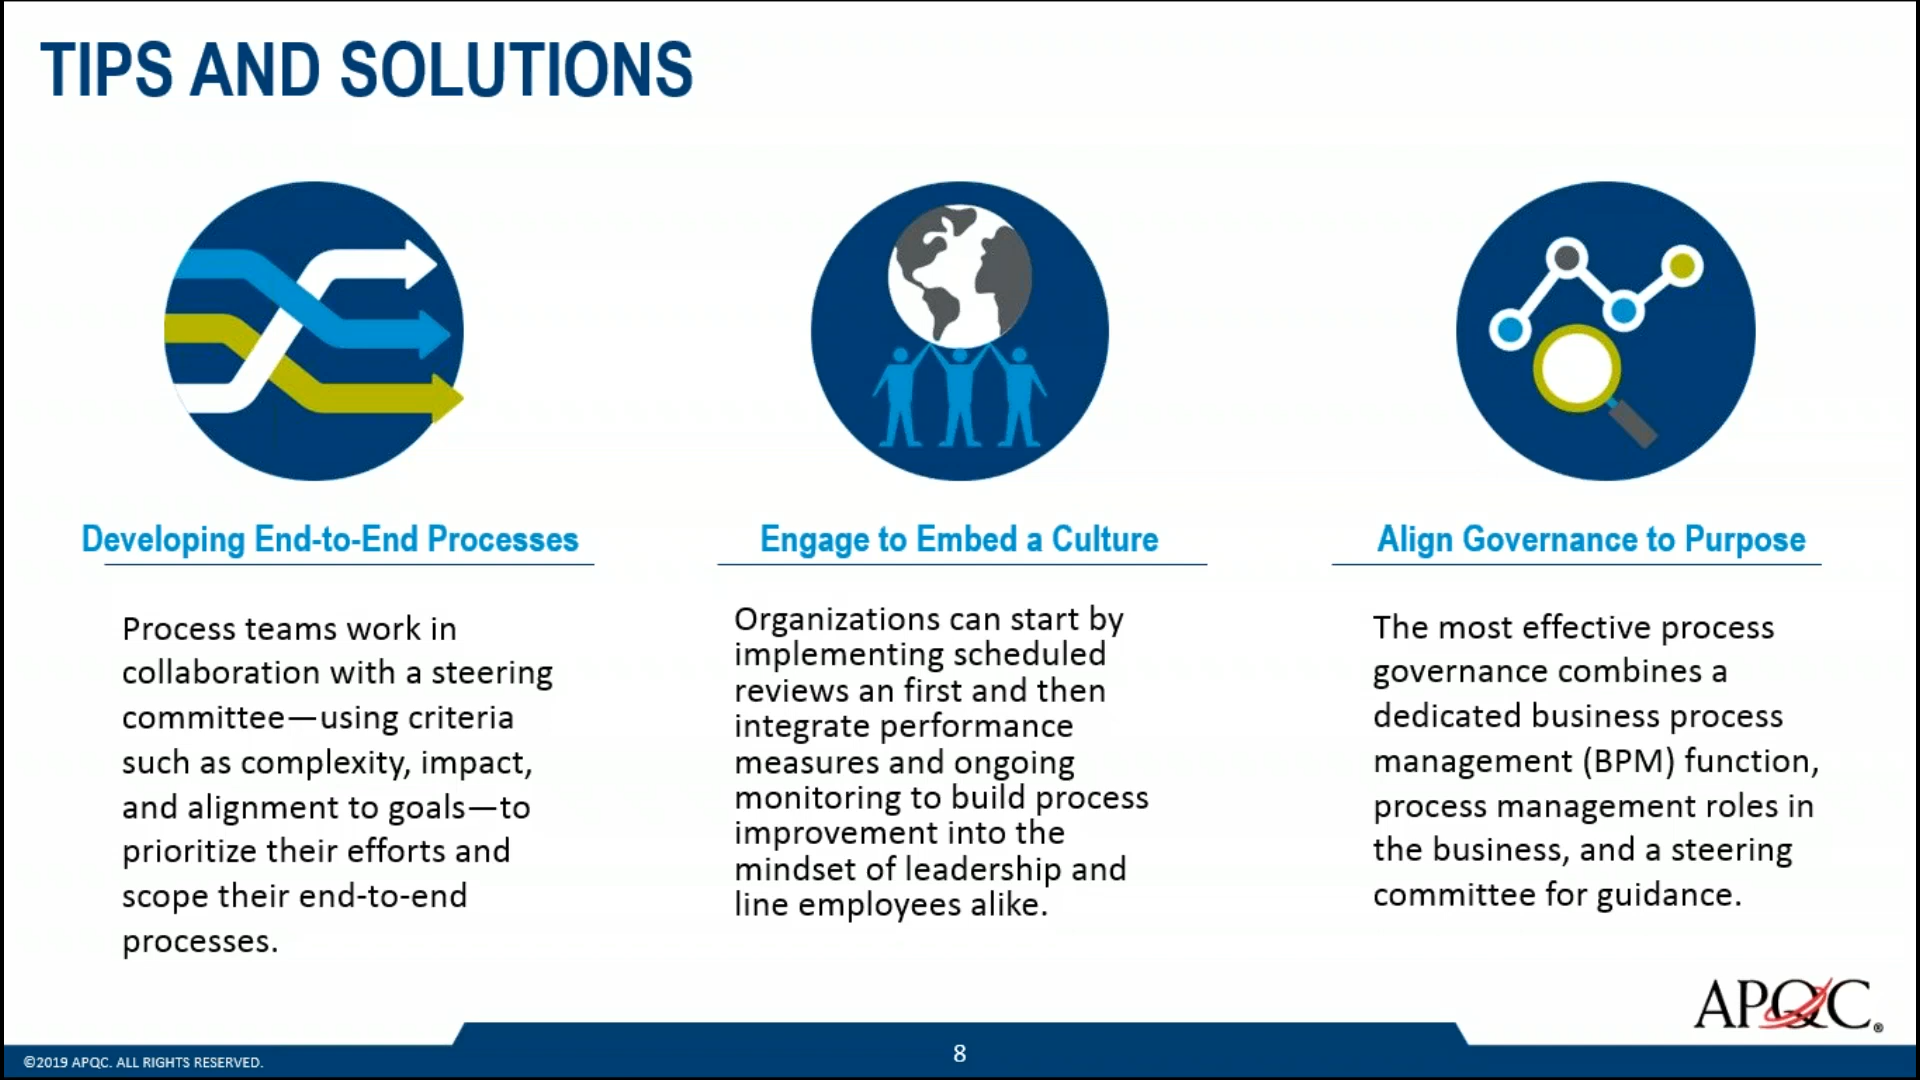 TIPS AND SOLUTIONS
Developing End-to-End Processes
Process teams work in
collaboration with a steering
committee—using criteria
such as complexity, impact,
and alignment to goals—to
prioritize their efforts and
scope their end-to-end
processes.
Engage to Embed a Culture
Organizations can start by
implementing scheduled
reviews an first and then
integrate performance
measures and ongoing
monitoring to build process
improvement into the
mindset of leadership and
line employees alike.
Align Governance to Purpose
The most effective process
governance combines a
dedicated business process
management (BPM) function,
process management roles in
the business, and a steering
committee for guidance.
APQC®
©2019 APQC. ALL RIGHTS RESERVED.
8